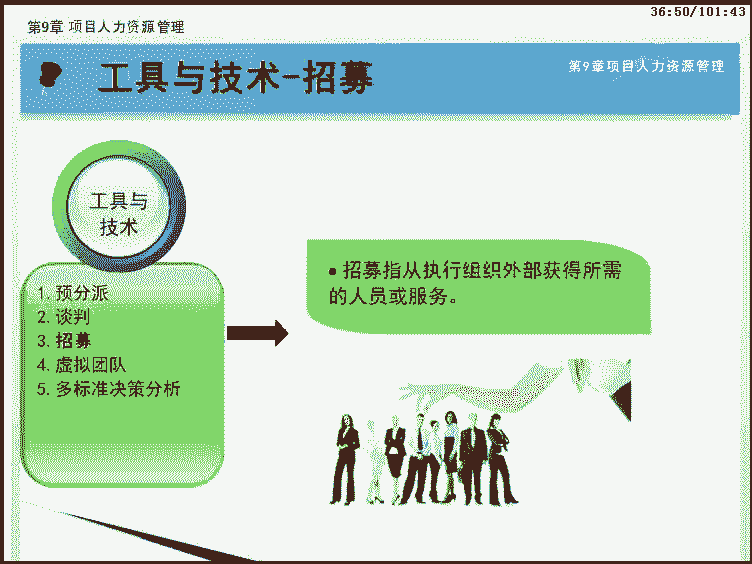 36:50/101:43
第9章 项目人力资源管理
工具与技术-招募
第9章项目人力资源管理
工具与
技术
1. 预分派
2. 谈判
3. 招募
4. 虚拟团队
5. 多标准决策分析
• 招募指从执行组织外部获得所需
的人员或服务。